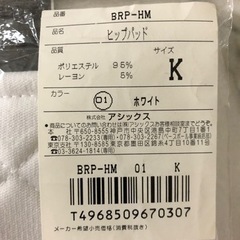 品番 BRP-HM
品名 ヒップパッド
品質 サイズ
ポリエステル 95% K
レーヨン 5%
カラー 01 ホワイト
株式会社 アシックス
BRP-HM 01 K
T4968509670307
メーカー希望小売価格(消費税抜き)